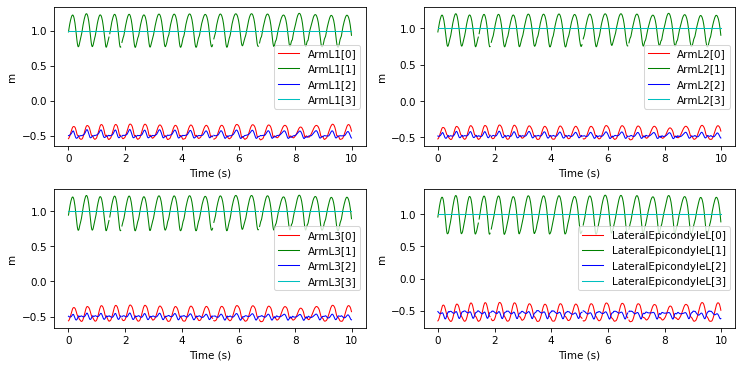 1.0
0.5
0.0
−0.5
m
0
2
4
6
8
10
Time (s)
ArmL1[0]
ArmL1[1]
ArmL1[2]
ArmL1[3]
1.0
0.5
0.0
−0.5
m
0
2
4
6
8
10
Time (s)
ArmL2[0]
ArmL2[1]
ArmL2[2]
ArmL2[3]
1.0
0.5
0.0
−0.5
m
0
2
4
6
8
10
Time (s)
ArmL3[0]
ArmL3[1]
ArmL3[2]
ArmL3[3]
1.0
0.5
0.0
−0.5
m
0
2
4
6
8
10
Time (s)
LateralEpicondyleL[0]
LateralEpicondyleL[1]
LateralEpicondyleL[2]
LateralEpicondyleL[3]